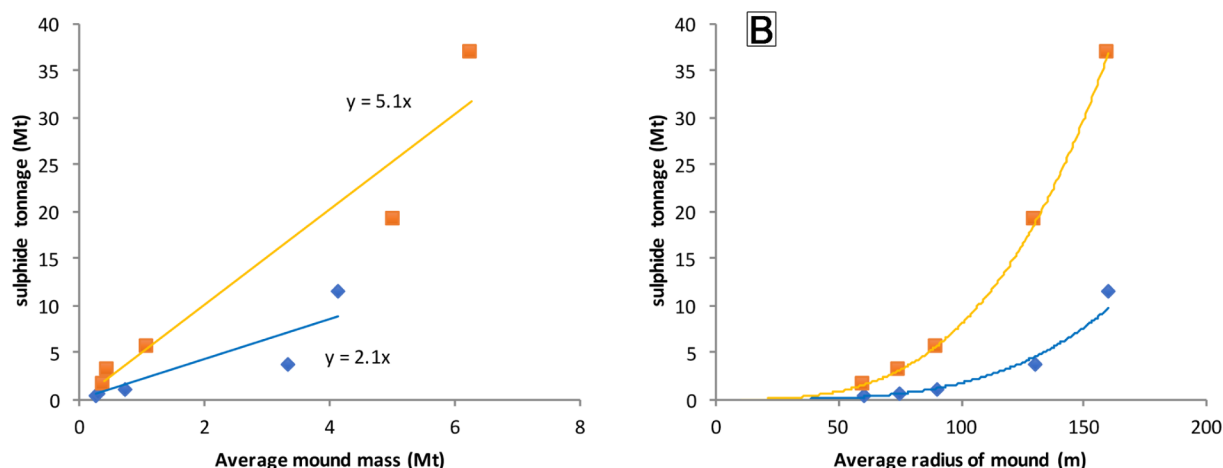 40
35
30
25
20
15
10
5
0
sulphide tonnage (Mt)
y = 5.1x
y = 2.1x
0 2 4 6 8
Average mound mass (Mt)
B
40
35
30
25
20
15
10
5
0
sulphide tonnage (Mt)
0 50 100 150 200
Average radius of mound (m)